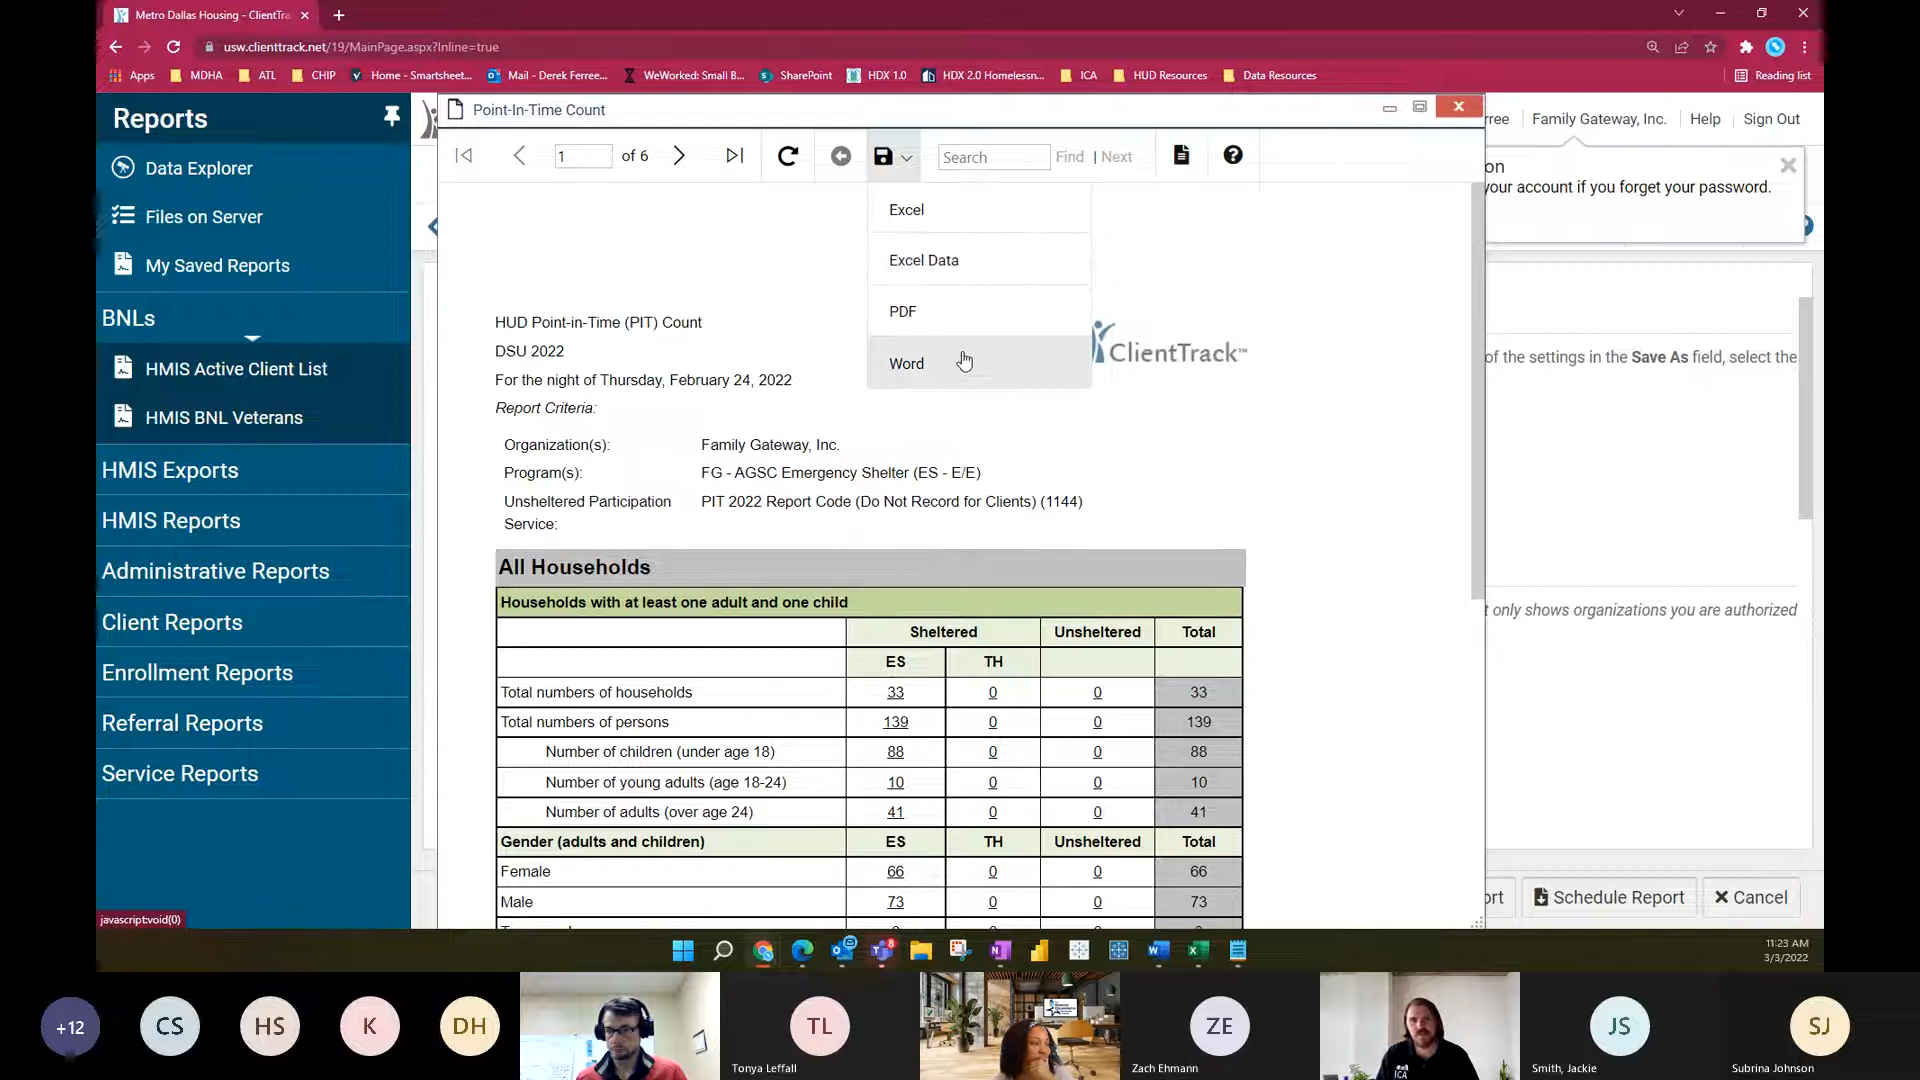 Metro Dallas Housing - ClientTra
usw.clienttrack.net/19/MainPage.aspx?Inline=true
Apps MDHA ATL CHIP Home - Smartsheet... Mail - Derek Ferree... WeWorked: Small B... SharePoint HDX 1.0 HDX 2.0 Homelessn... ICA HUD Resources Data Resources Reading list
Reports
Data Explorer
Files on Server
My Saved Reports
BNLs
HMIS Active Client List
HMIS BNL Veterans
HMIS Exports
HMIS Reports
Administrative Reports
Client Reports
Enrollment Reports
Referral Reports
Service Reports
javascript:void(0)
Point-In-Time Count
1 of 6 Search Find | Next
Excel
Excel Data
PDF
Word
ree Family Gateway, Inc. Help Sign Out
on
your account if you forget your password.
HUD Point-in-Time (PIT) Count
DSU 2022
For the night of Thursday, February 24, 2022
Report Criteria:
ClientTrack™
Organization(s): Family Gateway, Inc.
Program(s): FG - AGSC Emergency Shelter (ES - E/E)
Unsheltered Participation PIT 2022 Report Code (Do Not Record for Clients) (1144)
Service:
of the settings in the Save As field, select the
t only shows organizations you are authorized
All Households
Households with at least one adult and one child
Sheltered Unsheltered Total
ES TH
Total numbers of households 33 0 0 33
Total numbers of persons 139 0 0 139
Number of children (under age 18) 88 0 0 88
Number of young adults (age 18-24) 10 0 0 10
Number of adults (over age 24) 41 0 0 41
Gender (adults and children) ES TH Unsheltered Total
Female 66 0 0 66
Male 73 0 0 73
ort Schedule Report Cancel
11:23 AM
3/3/2022
+12 CS HS K DH TL ZE JS SJ
ICA
Tonya Leffall Zach Ehmann Smith, Jackie Subrina Johnson